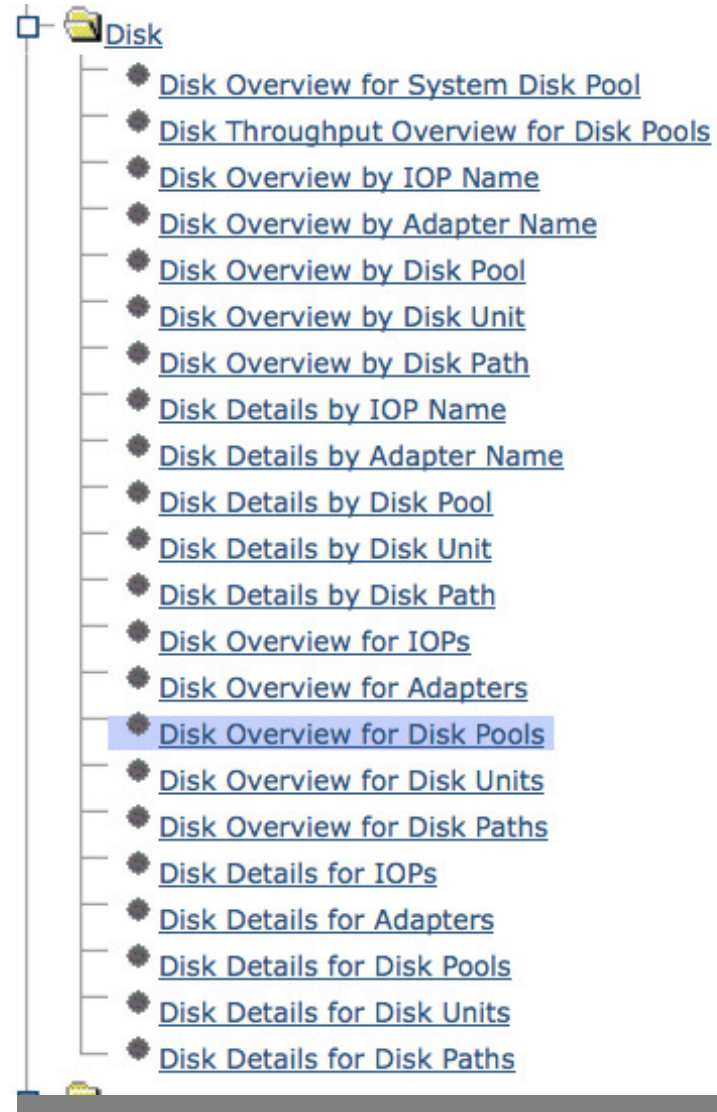 Disk
Disk Overview for System Disk Pool
Disk Throughput Overview for Disk Pools
Disk Overview by IOP Name
Disk Overview by Adapter Name
Disk Overview by Disk Pool
Disk Overview by Disk Unit
Disk Overview by Disk Path
Disk Details by IOP Name
Disk Details by Adapter Name
Disk Details by Disk Pool
Disk Details by Disk Unit
Disk Details by Disk Path
Disk Overview for IOPs
Disk Overview for Adapters
Disk Overview for Disk Pools
Disk Overview for Disk Units
Disk Overview for Disk Paths
Disk Details for IOPs
Disk Details for Adapters
Disk Details for Disk Pools
Disk Details for Disk Units
Disk Details for Disk Paths